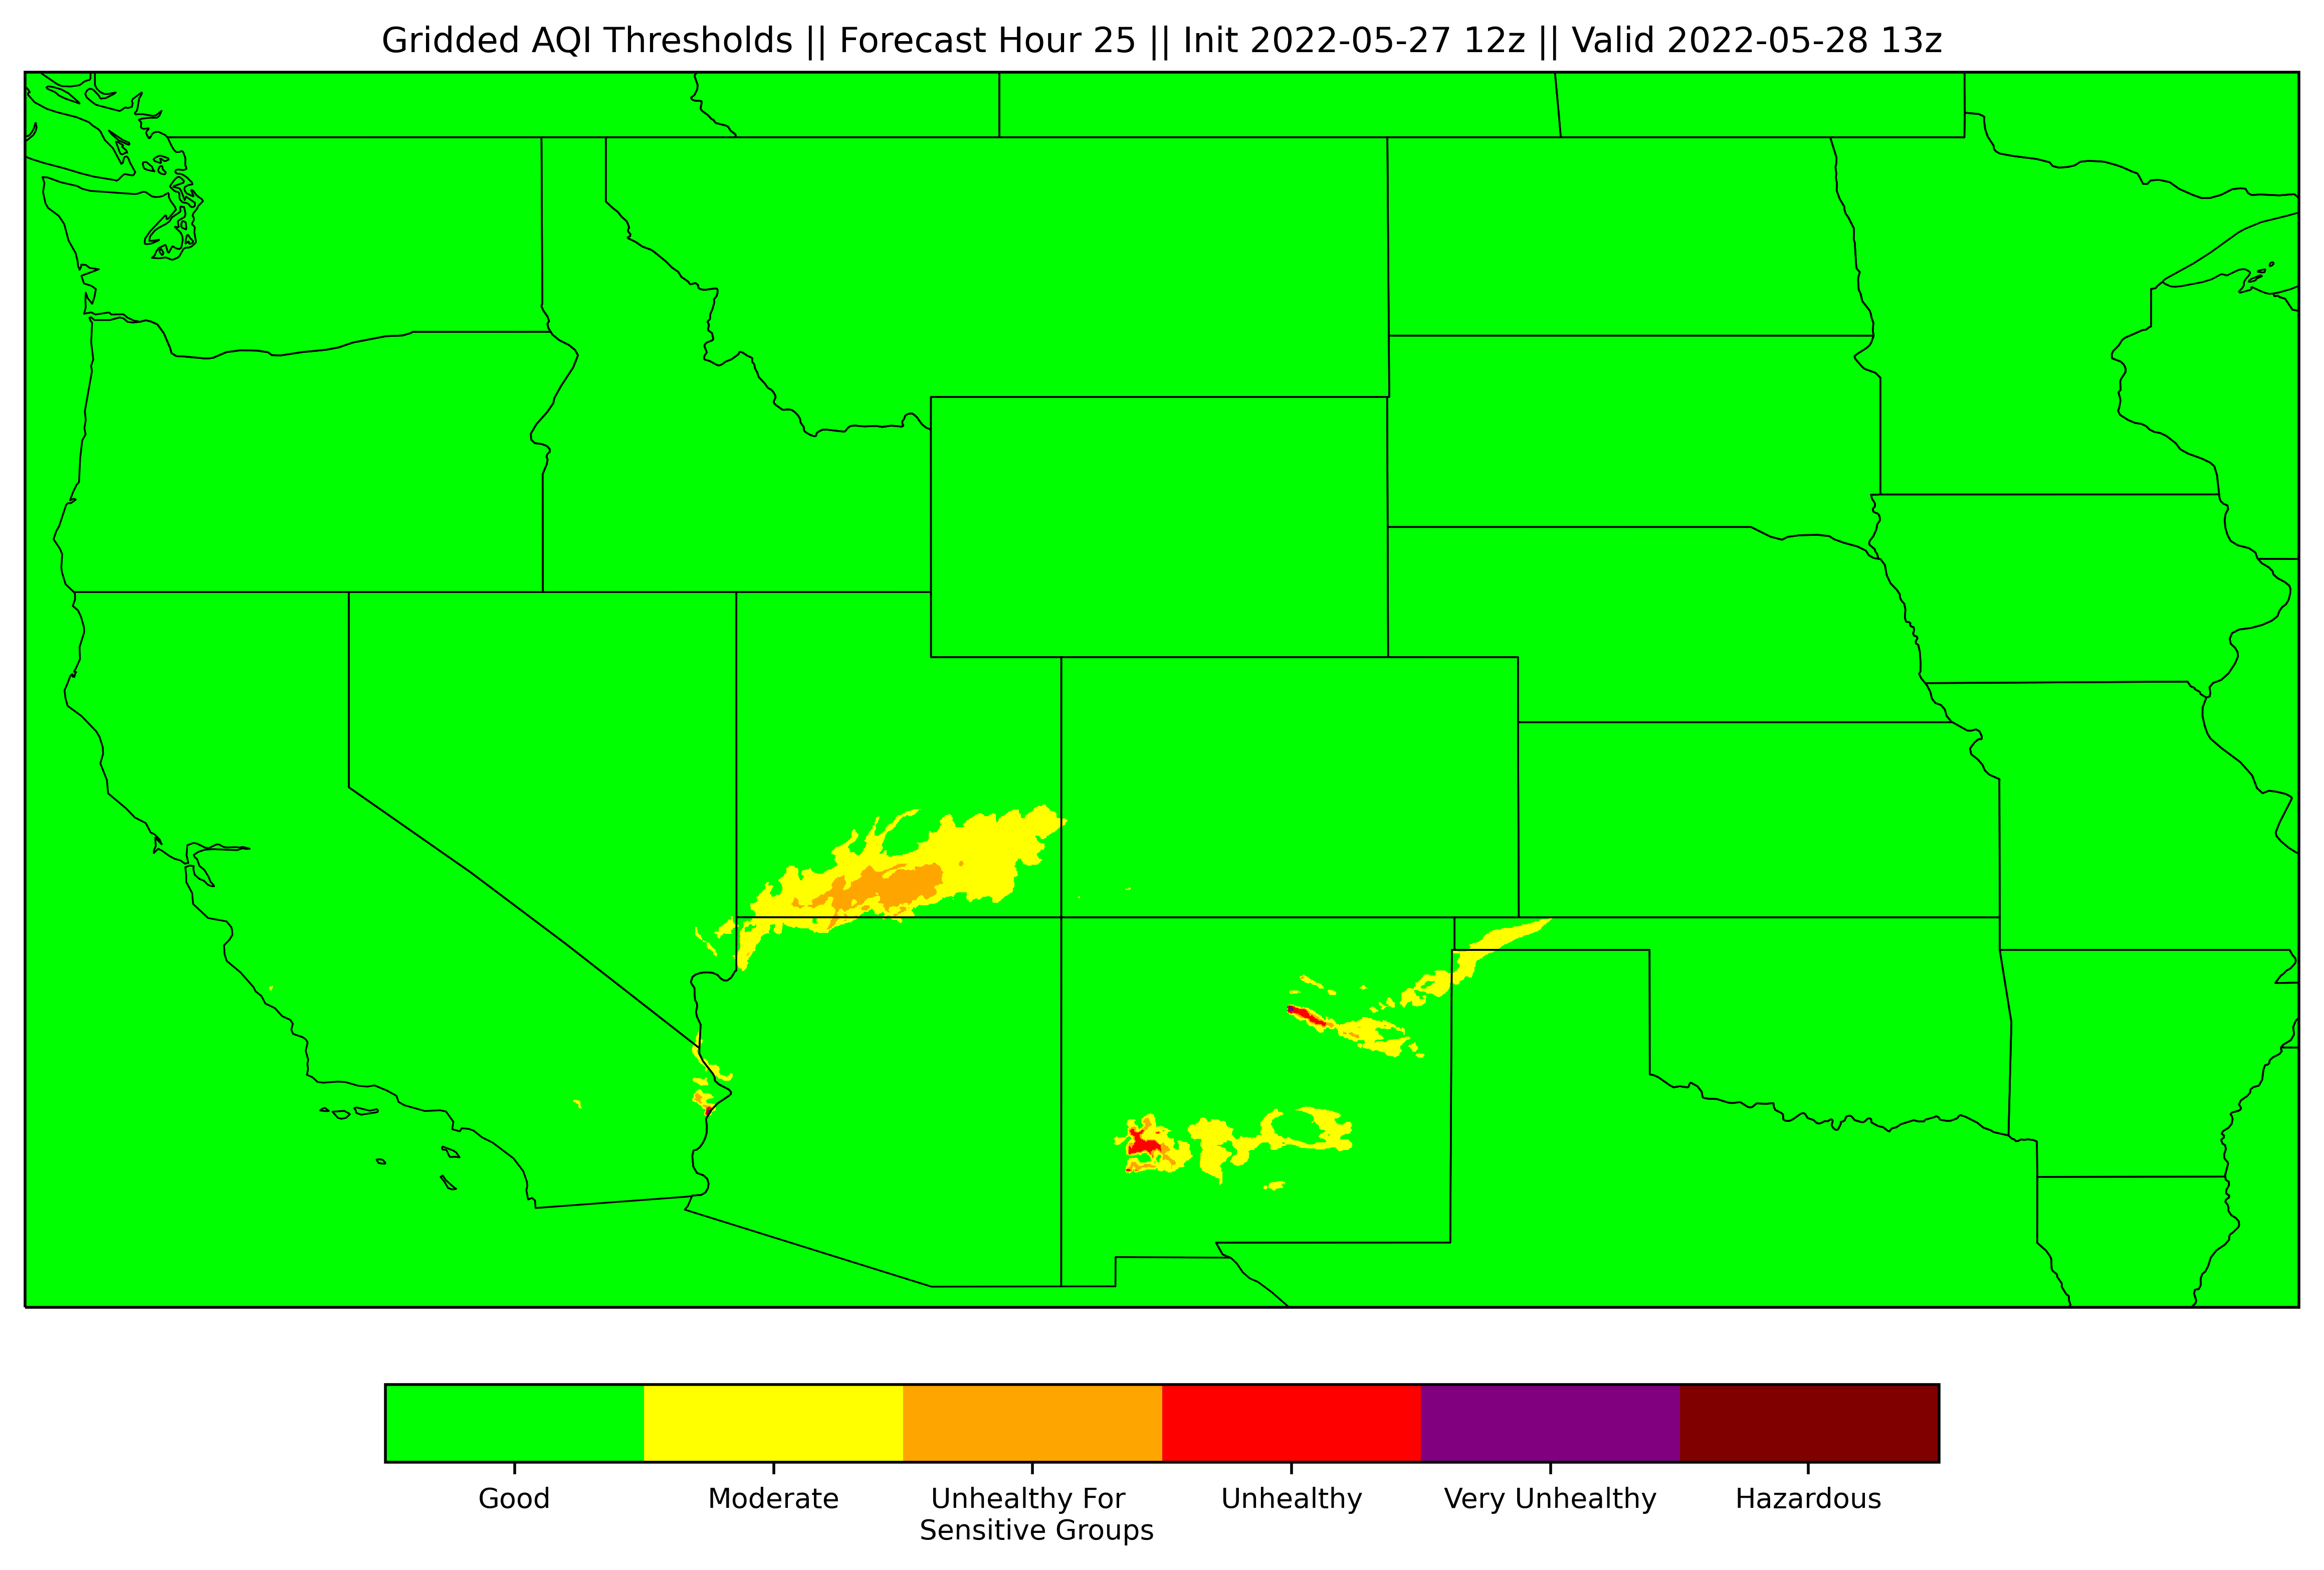 Gridded AQI Thresholds || Forecast Hour 25 || Init 2022-05-27 12z || Valid 2022-05-28 13z
Good Moderate Unhealthy For Unhealthy Very Unhealthy Hazardous
Sensitive Groups